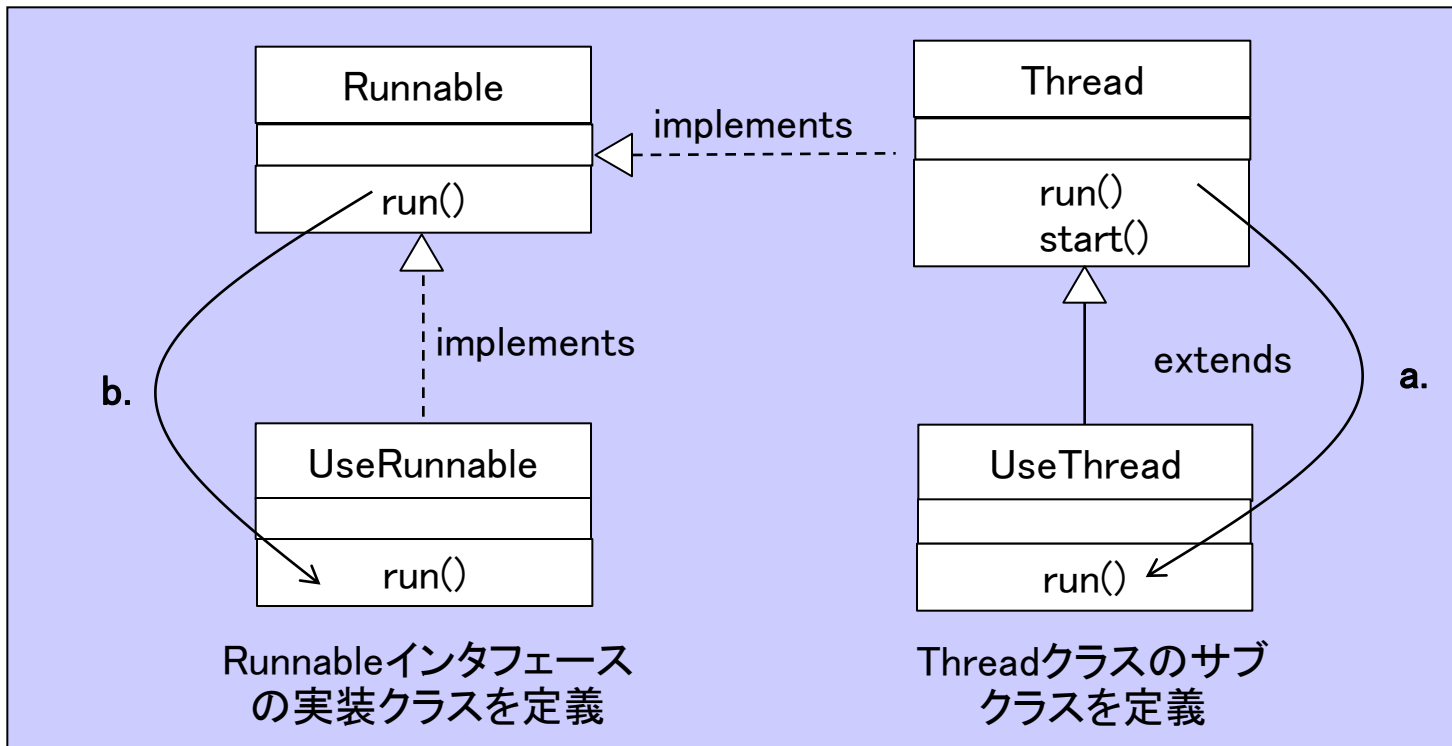 Runnable
run()
implements
Thread
run()
start()
implements
extends
b.
a.
UseRunnable
run()
UseThread
run()
Runnableインタフェース
の実装クラスを定義
Threadクラスのサブ
クラスを定義